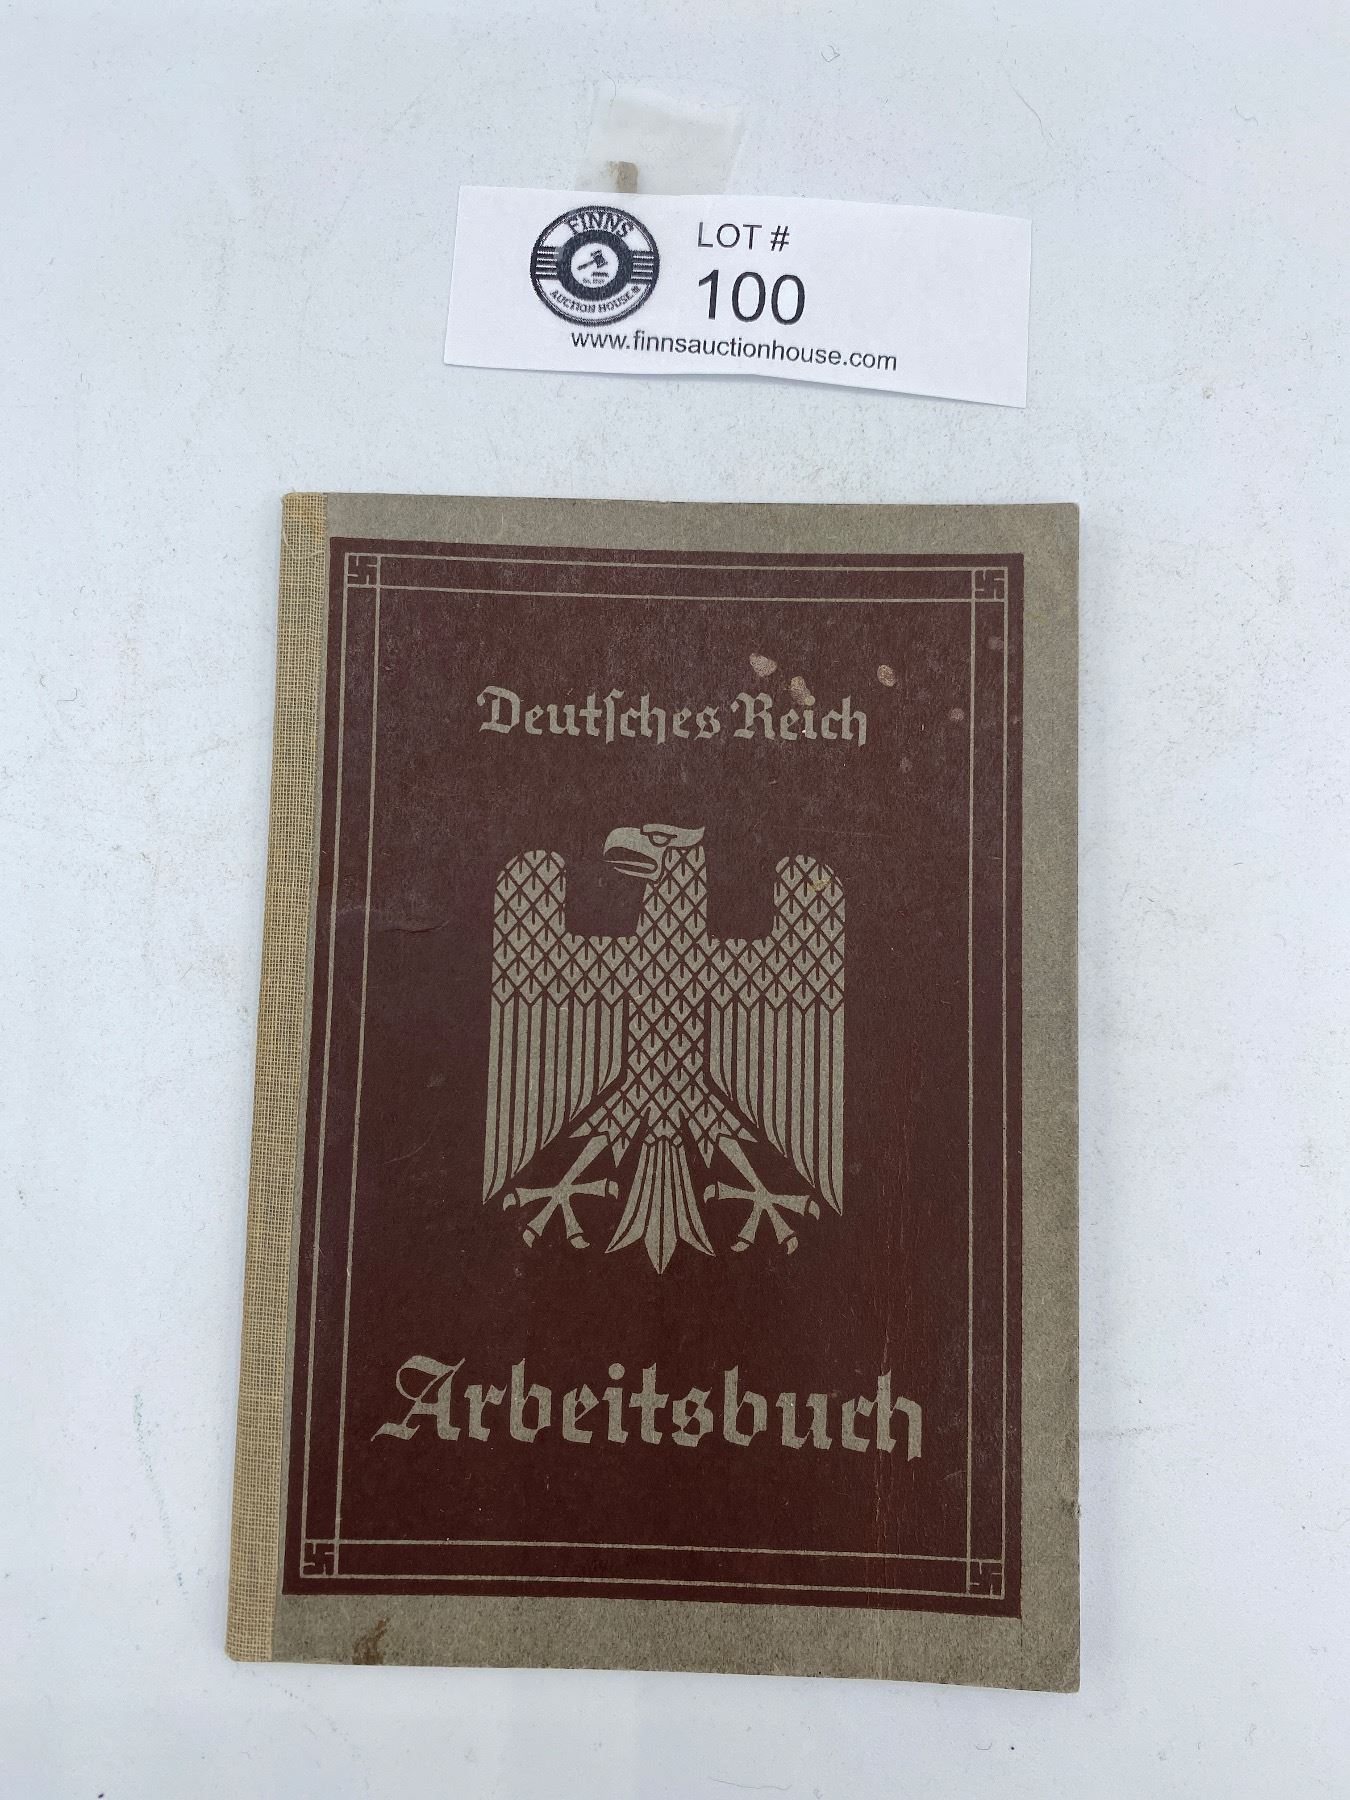 FINNS
AUCTION HOUSE
LOT #
100
www.finnsauctionhouse.com
Deutſches Reich
Arbeitsbuch